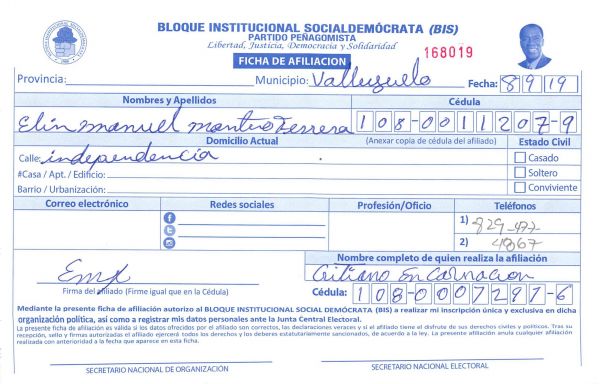 BLOQUE INSTITUCIONAL SOCIALDEMÓCRATA (BIS)
PARTIDO PEÑAGOMISTA
Libertad, Justicia, Democracia y Solidaridad
FICHA DE AFILIACIÓN
168019
Provincia: Municipio: Fecha: 8 9 19
Nombres y Apellidos Cédula
Elin manuel montero Ferrera 108-0011207-9
Domicilio Actual (Anexar copia de cédula del afiliado) Estado Civil
Calle: independencia Casado
#Casa / Apt. / Edificio: Soltero
Barrio / Urbanización: Conviviente
Correo electrónico Redes sociales Profesión/Oficio Teléfonos
1) 829-477
2) 4867
Nombre completo de quien realiza la afiliación
En carnacion
Firma del afiliado (Firme igual que en la Cédula) Cédula: 108-0007297-6
Mediante la presente ficha de afiliación autorizo al BLOQUE INSTITUCIONAL SOCIAL DEMÓCRATA (BIS) a realizar mi inscripción única y exclusiva en dicha
organización política, así como a registrar mis datos personales ante la Junta Central Electoral.
La presente ficha de afiliación es válida si los datos ofrecidos por el afiliado son correctos, las declaraciones veraces y si el afiliado tiene el disfrute de sus derechos civiles y políticos. Tras su
recepción, sello y firmas autorizadas el afiliado ejercerá todos los derechos y los deberes estatutariamente sancionados, de acuerdo a la ley. La presente afiliación anula cualquier afiliación
realizada con anterioridad a la fecha que aparece en esta ficha.
SECRETARIO NACIONAL DE ORGANIZACIÓN SECRETARIO NACIONAL ELECTORAL